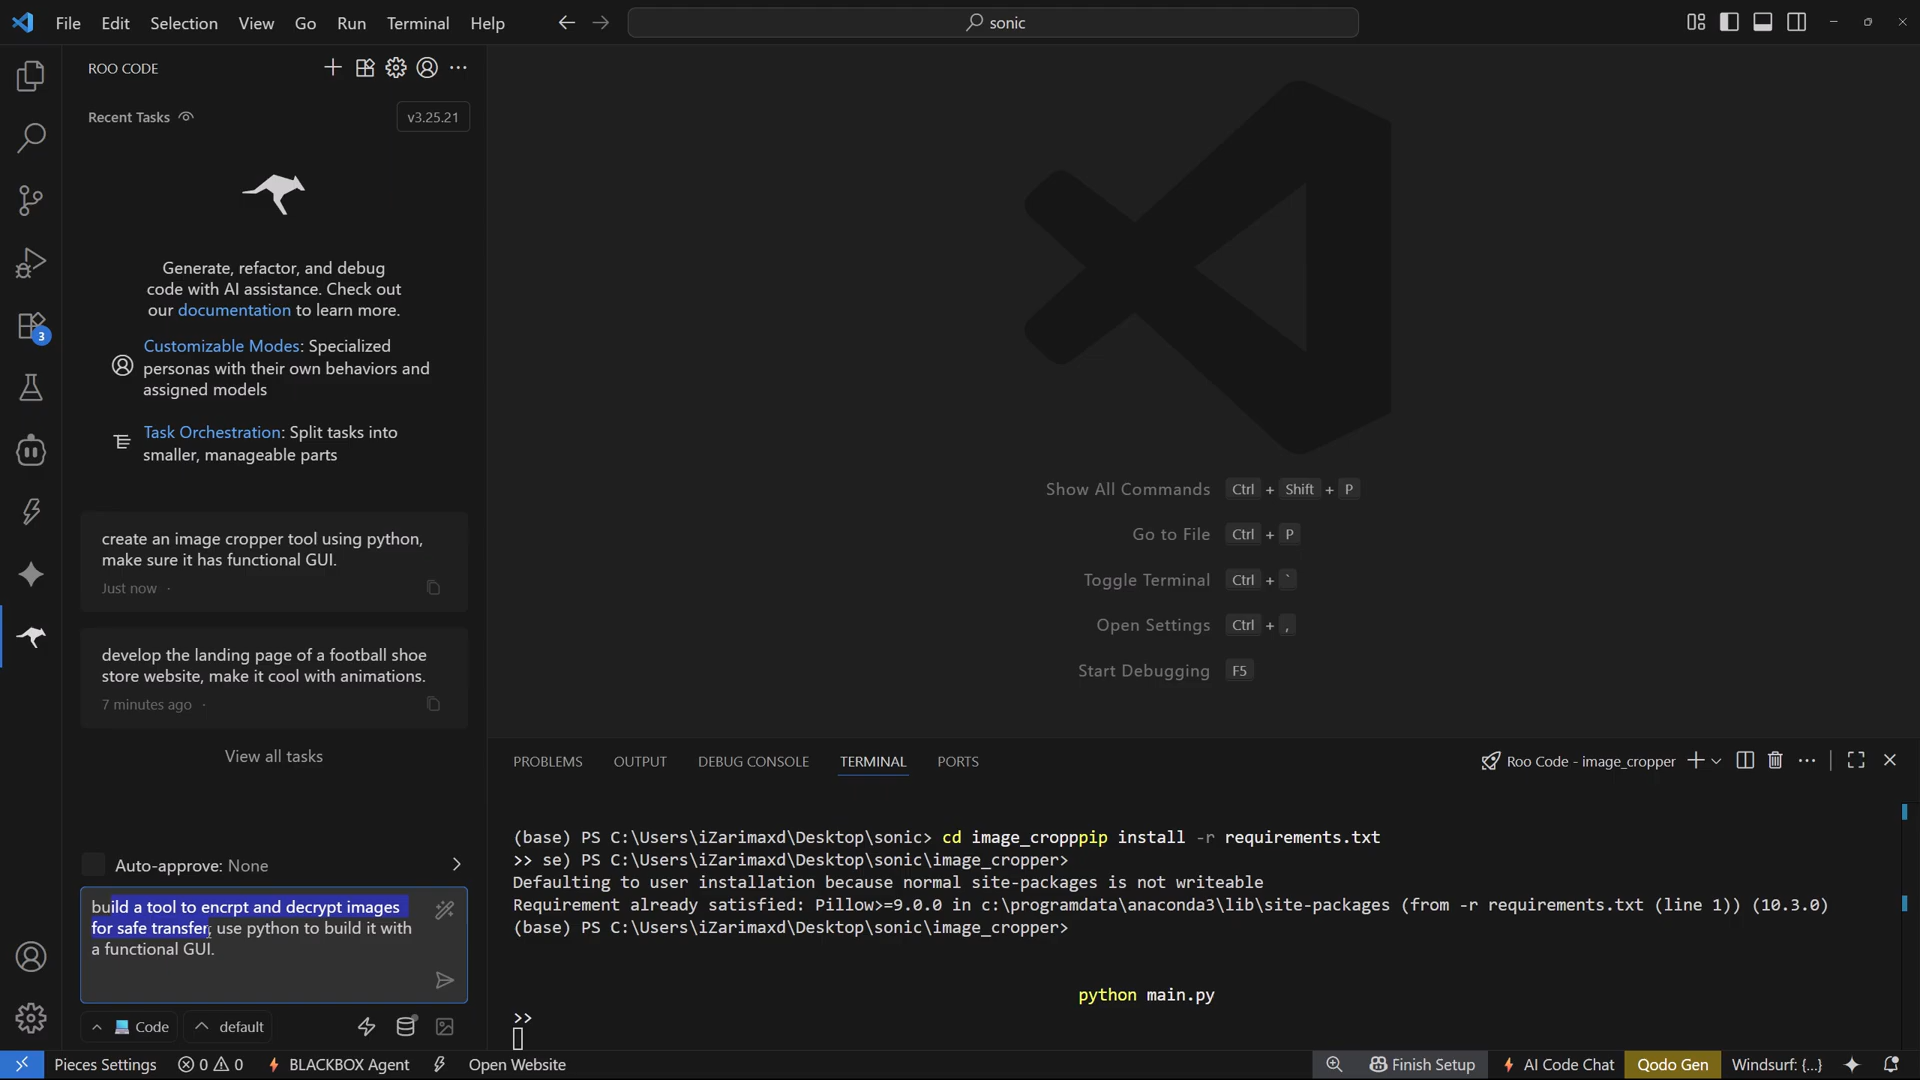 File Edit Selection View Go Run Terminal Help
sonic
ROO CODE
Recent Tasks
v3.25.21
Generate, refactor, and debug
code with AI assistance. Check out
our documentation to learn more.
Customizable Modes: Specialized
personas with their own behaviors and
assigned models
Task Orchestration: Split tasks into
smaller, manageable parts
create an image cropper tool using python,
make sure it has functional GUI.
Just now ·
develop the landing page of a football shoe
store website, make it cool with animations.
7 minutes ago ·
View all tasks
Auto-approve: None
build a tool to encrpt and decrypt images
for safe transfer, use python to build it with
a functional GUI.
Code default
3
Show All Commands Ctrl + Shift + P
Go to File Ctrl + P
Toggle Terminal Ctrl + `
Open Settings Ctrl + ,
Start Debugging F5
PROBLEMS OUTPUT DEBUG CONSOLE TERMINAL PORTS
Roo Code - image_cropper
(base) PS C:\Users\iZarimaxd\Desktop\sonic> cd image_cropppip install -r requirements.txt
>> se) PS C:\Users\iZarimaxd\Desktop\sonic\image_cropper>
Defaulting to user installation because normal site-packages is not writeable
Requirement already satisfied: Pillow>=9.0.0 in c:\programdata\anaconda3\lib\site-packages (from -r requirements.txt (line 1)) (10.3.0)
(base) PS C:\Users\iZarimaxd\Desktop\sonic\image_cropper>
python main.py
>>
Pieces Settings 0 0 BLACKBOX Agent Open Website
Finish Setup AI Code Chat Qodo Gen Windsurf: {...}